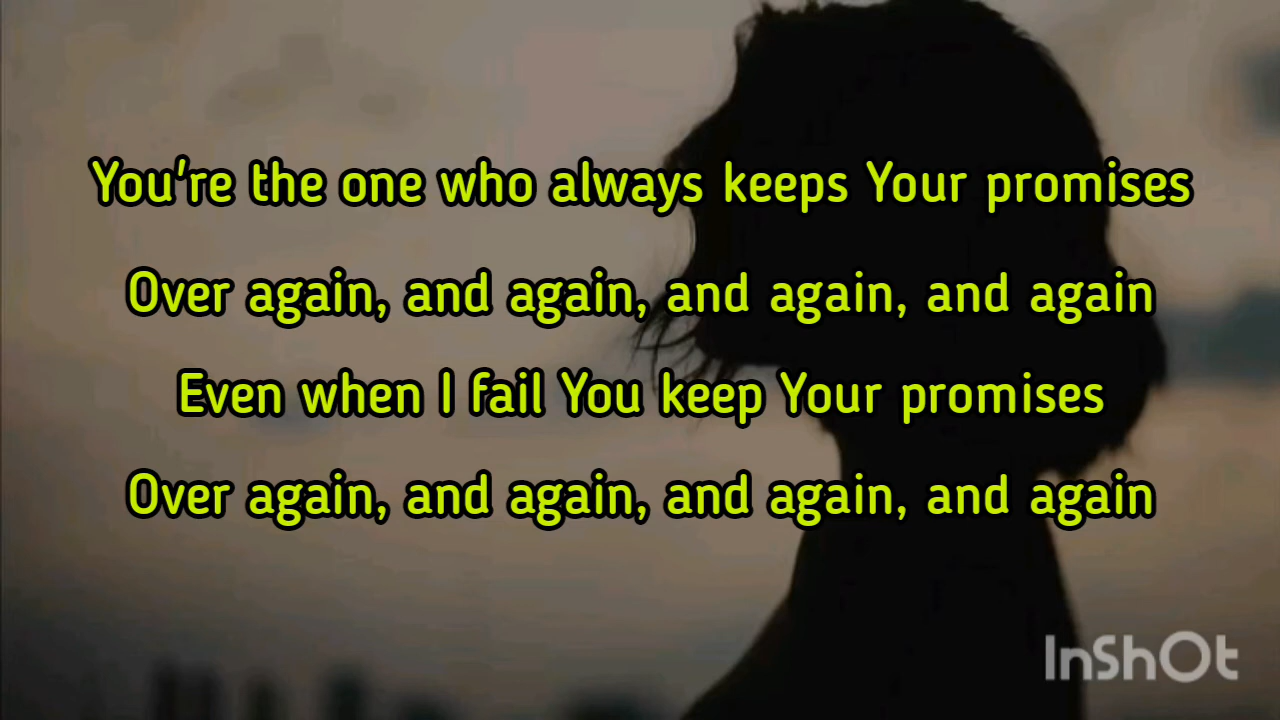 You're the one who always keeps Your promises
Over again, and again, and again, and again
Even when I fail You keep Your promises
Over again, and again, and again, and again
InShOt